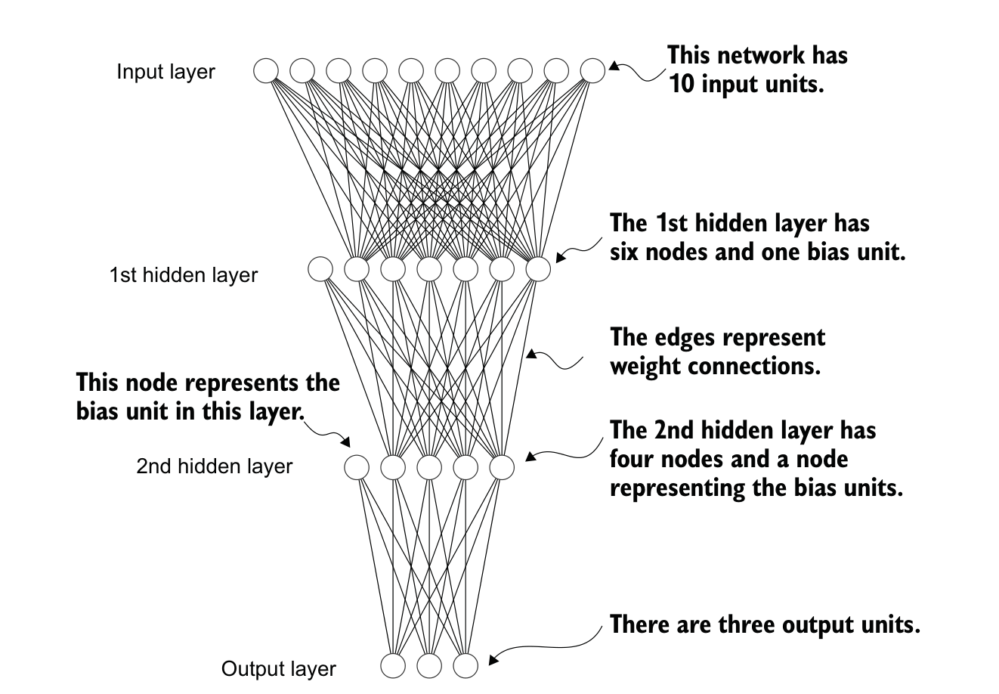 Input layer
This network has
10 input units.
The 1st hidden layer has
six nodes and one bias unit.
1st hidden layer
The edges represent
weight connections.
This node represents the
bias unit in this layer.
The 2nd hidden layer has
four nodes and a node
representing the bias units.
2nd hidden layer
There are three output units.
Output layer